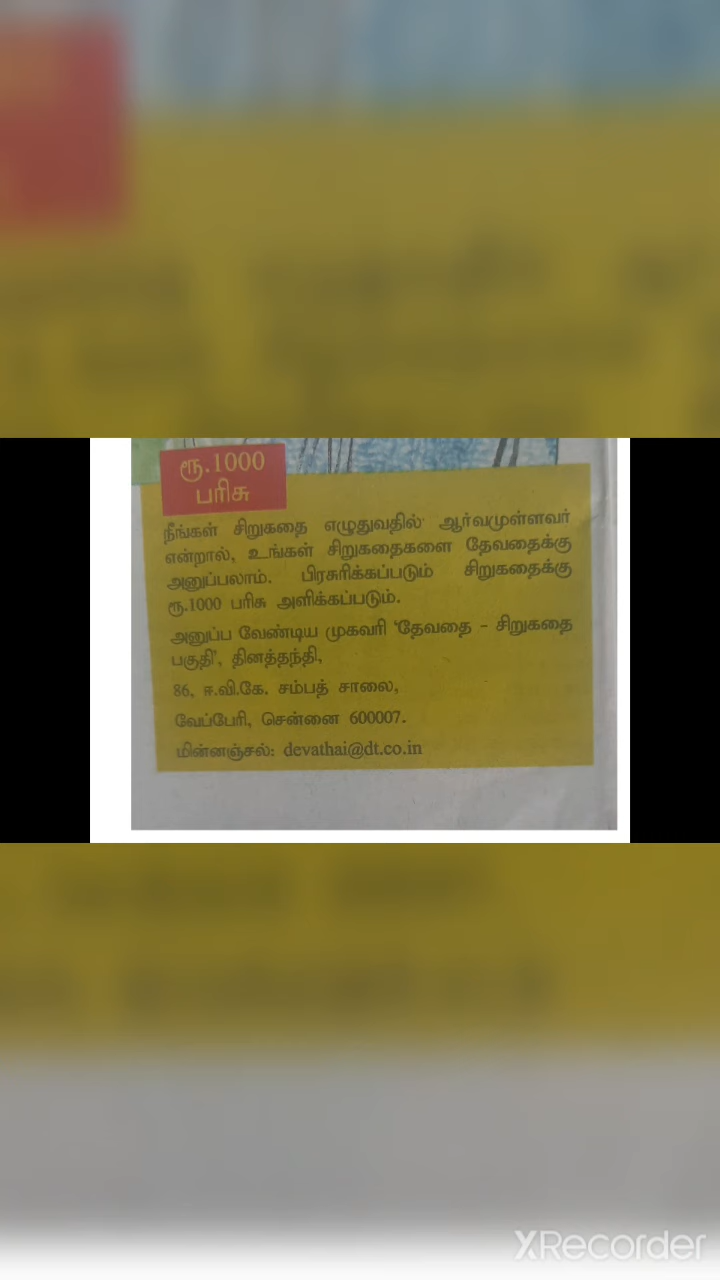 ரூ.1000
பரிசு
நீங்கள் சிறுகதை எழுதுவதில் ஆர்வமுள்ளவர்
என்றால், உங்கள் சிறுகதைகளை தேவதைக்கு
அனுப்பலாம். பிரசுரிக்கப்படும் சிறுகதைக்கு
ரூ.1000 பரிசு அளிக்கப்படும்.
அனுப்ப வேண்டிய முகவரி 'தேவதை - சிறுகதை
பகுதி', தினத்தந்தி,
86, ஈ.வி.கே. சம்பத் சாலை,
வேப்பேரி, சென்னை 600007.
மின்னஞ்சல்: devathai@dt.co.in
XRecorder